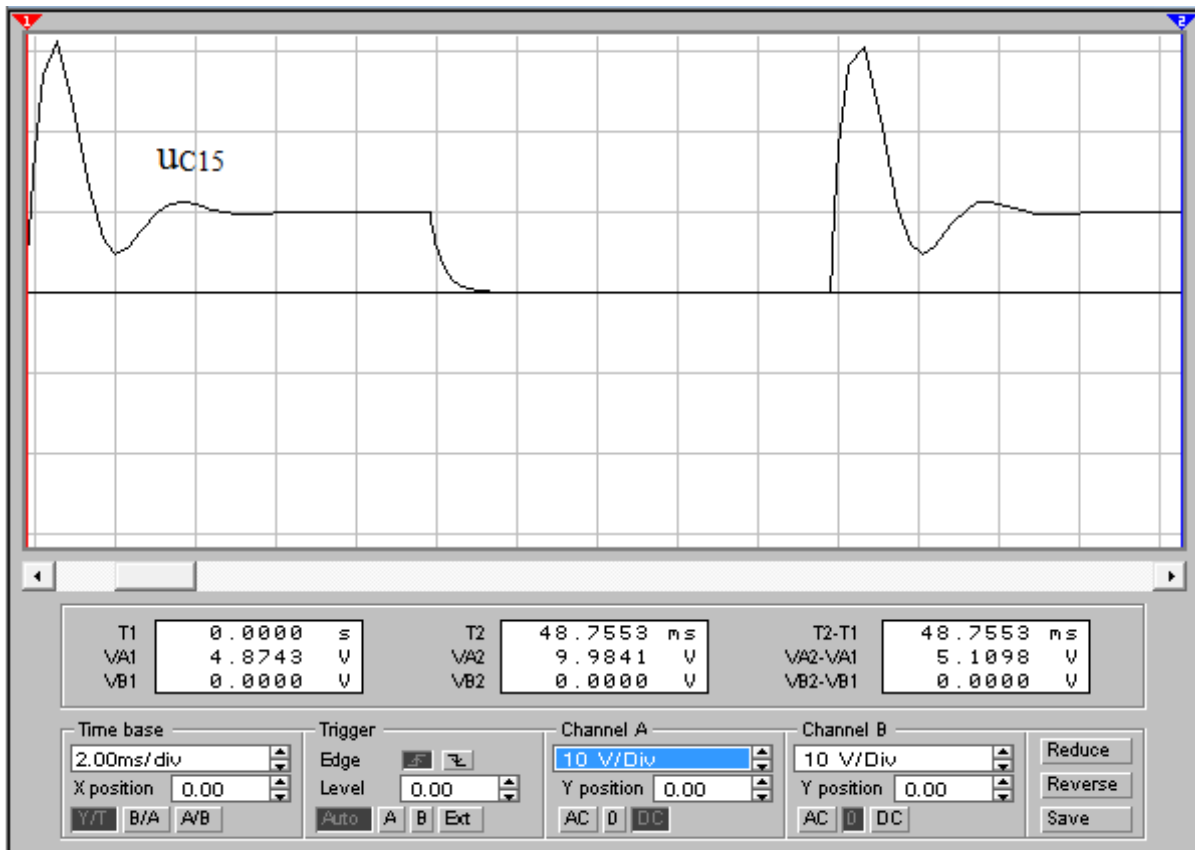 1 2
uC15
T1 0.0000 s T2 48.7553 ms T2-T1 48.7553 ms
VA1 4.8743 V VA2 9.9841 V VA2-VA1 5.1098 V
VB1 0.0000 V VB2 0.0000 V VB2-VB1 0.0000 V
Time base Trigger Channel A Channel B
2.00ms/div Edge 10 V/Div 10 V/Div Reduce
X position 0.00 Level 0.00 Y position 0.00 Y position 0.00 Reverse
Y/T B/A A/B Auto A B Ext AC 0 DC AC 0 DC Save